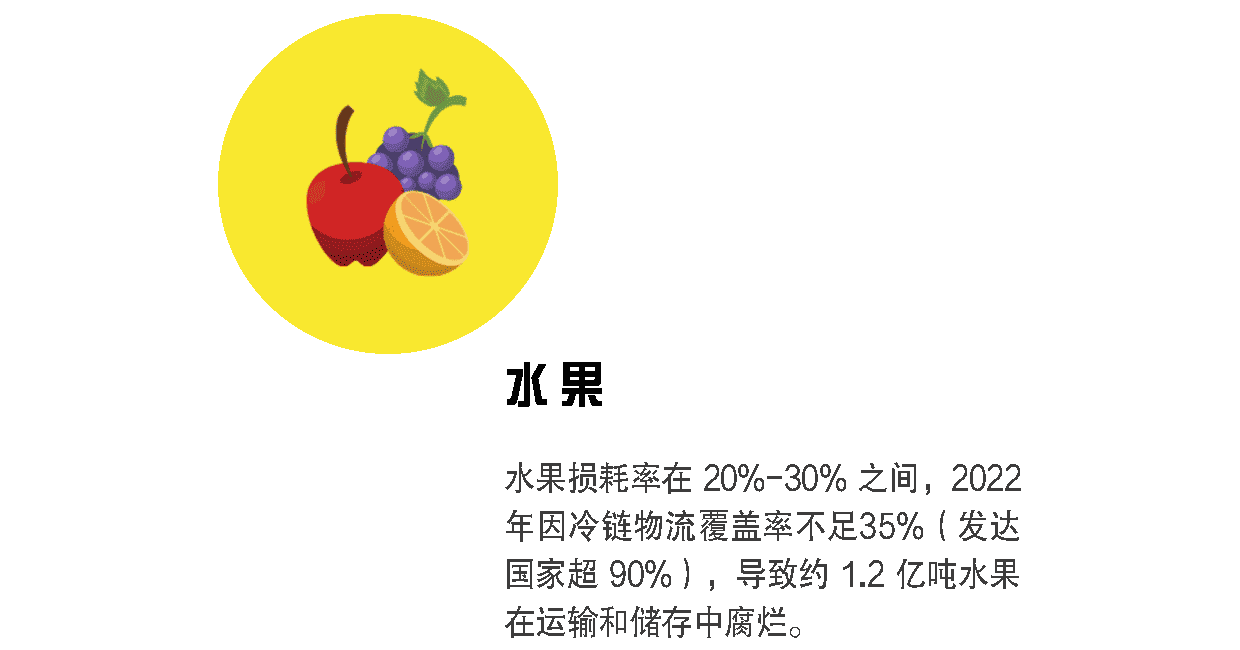 水果
水果损耗率在 20%-30% 之间，2022
年因冷链物流覆盖率不足35%（发达
国家超 90%），导致约 1.2 亿吨水果
在运输和储存中腐烂。